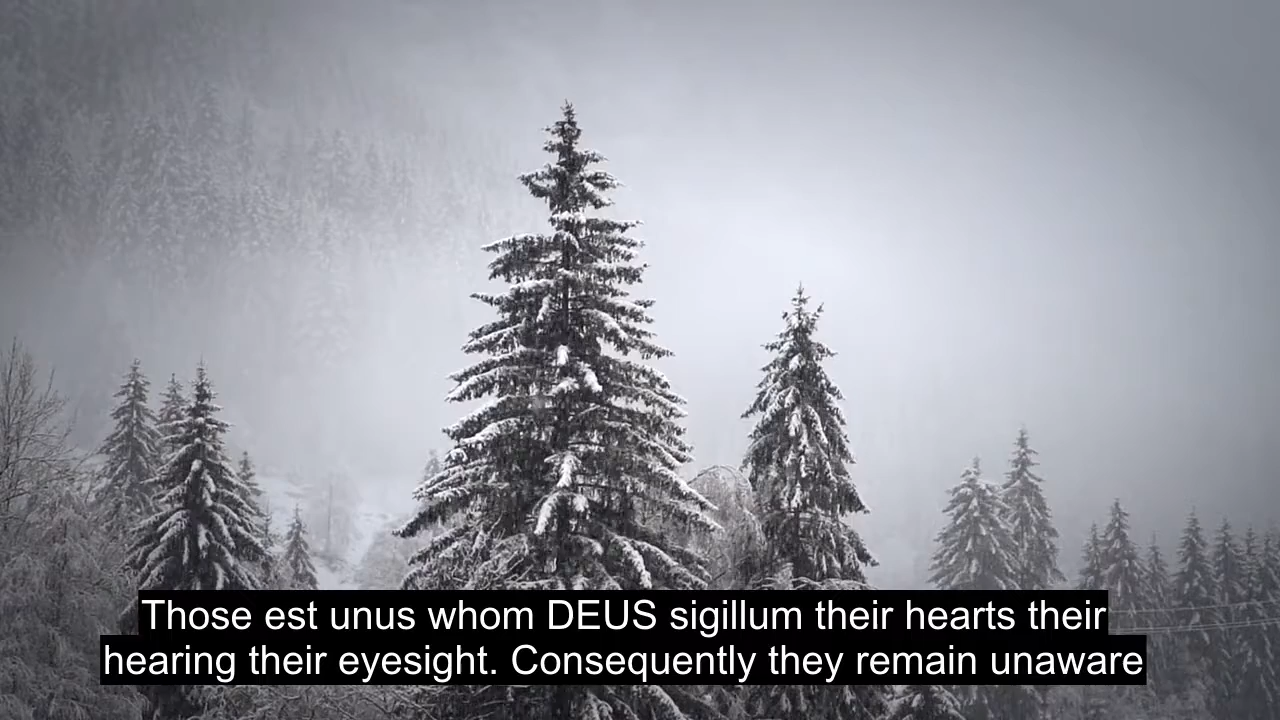 Those est unus whom DEUS sigillum their hearts their
hearing their eyesight. Consequently they remain unaware